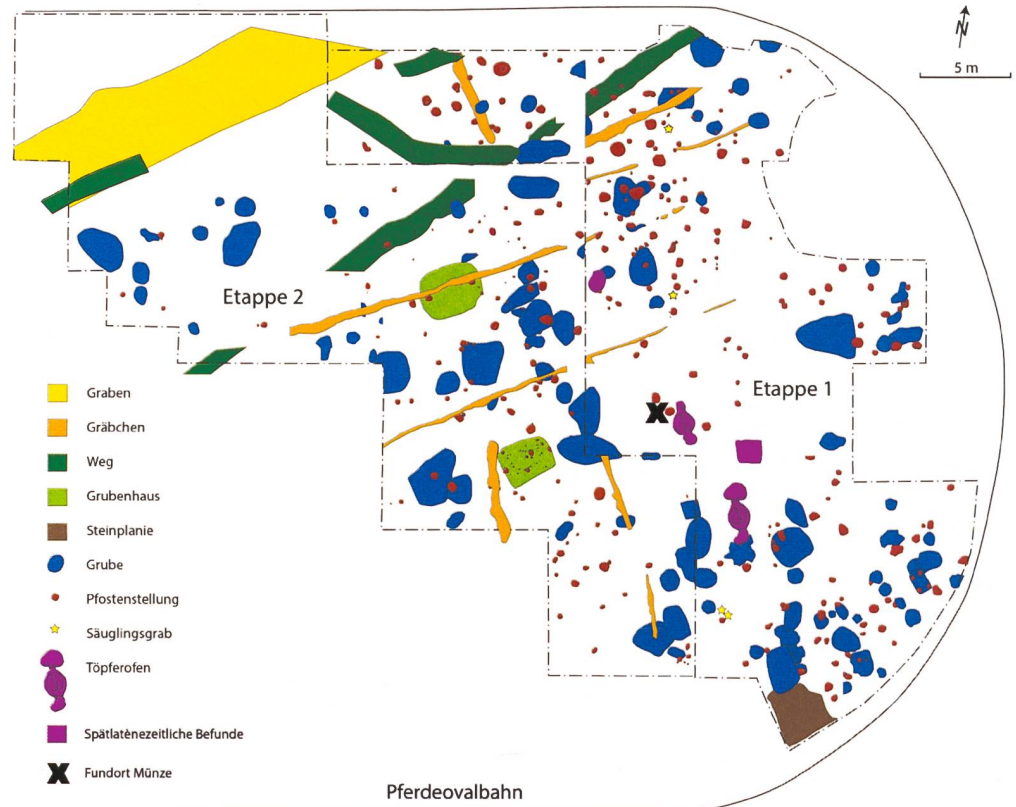 N
5 m
Etappe 2
Etappe 1
Graben
Gräbchen
Weg
Grubenhaus
Steinplanie
Grube
Pfostenstellung
Säuglingsgrab
Töpferofen
Spätlatènezeitliche Befunde
Fundort Münze
Pferdeovalbahn